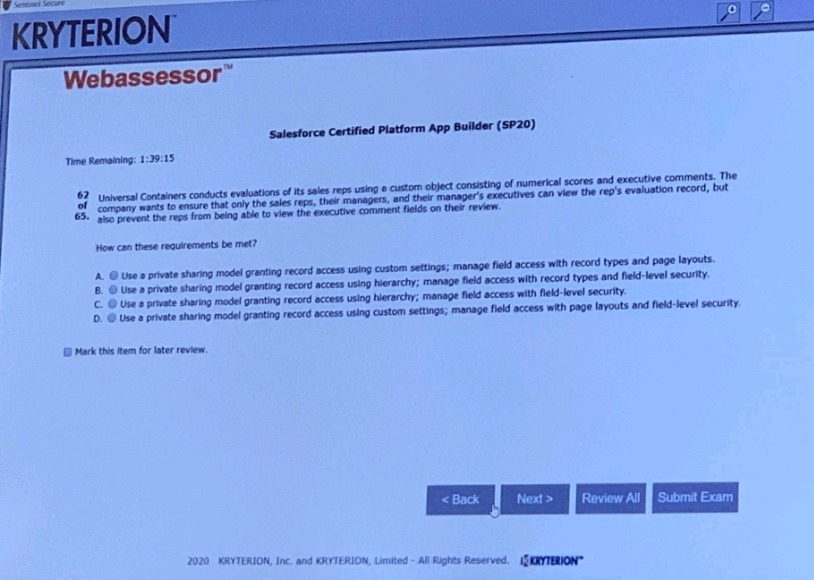 Sentinel Secure
KRYTERION™
Webassessor™
Salesforce Certified Platform App Builder (SP20)
Time Remaining: 1:39:15
62 of 65. Universal Containers conducts evaluations of its sales reps using a custom object consisting of numerical scores and executive comments. The
company wants to ensure that only the sales reps, their managers, and their manager's executives can view the rep's evaluation record, but
also prevent the reps from being able to view the executive comment fields on their review.
How can these requirements be met?
A. Use a private sharing model granting record access using custom settings; manage field access with record types and page layouts.
B. Use a private sharing model granting record access using hierarchy; manage field access with record types and field-level security.
C. Use a private sharing model granting record access using hierarchy; manage field access with field-level security.
D. Use a private sharing model granting record access using custom settings; manage field access with page layouts and field-level security.
Mark this item for later review.
< Back Next > Review All Submit Exam
2020 KRYTERION, Inc. and KRYTERION, Limited - All Rights Reserved. KRYTERION™